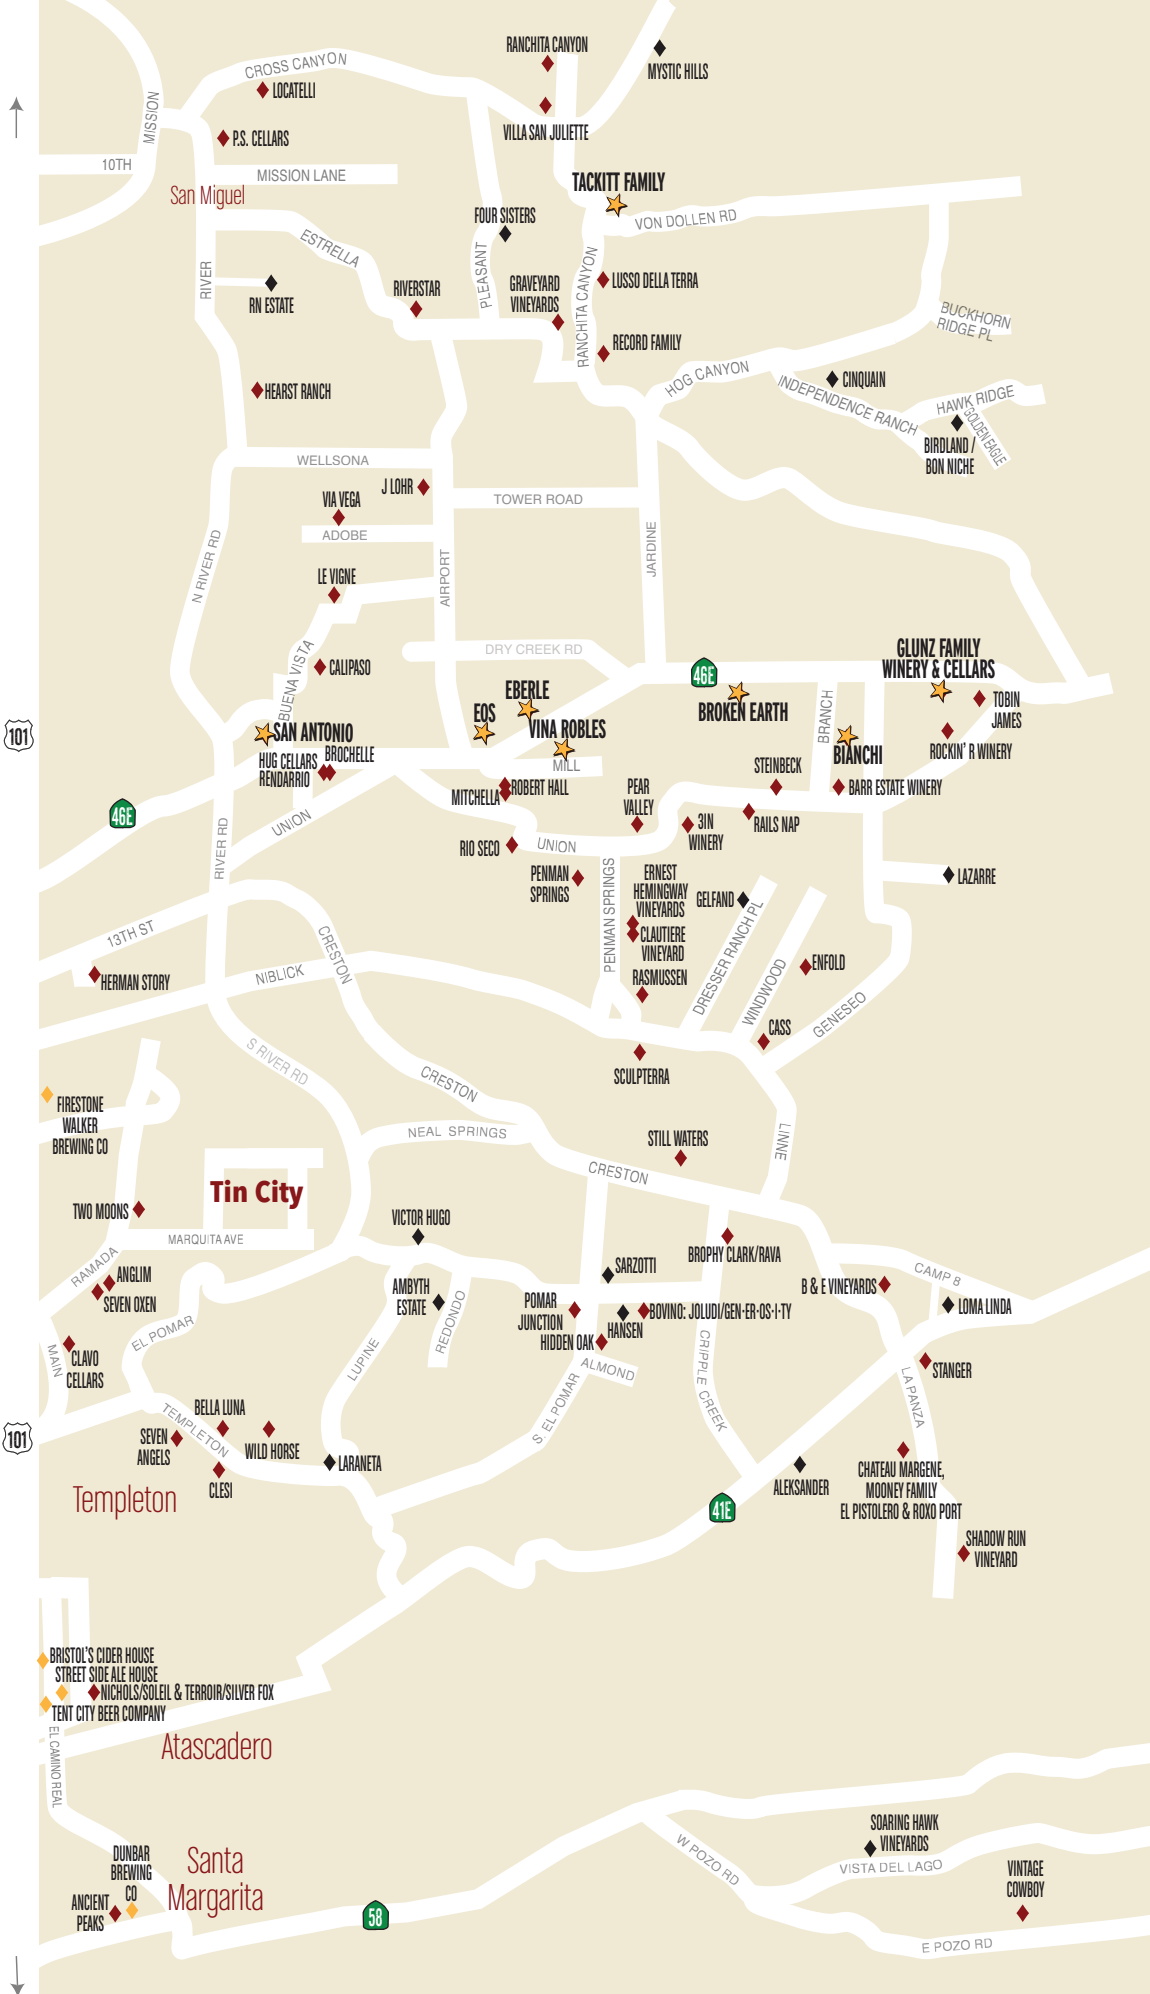 RANCHITA CANYON
MYSTIC HILLS
CROSS CANYON
LOCATELLI
MISSION
VILLA SAN JULIETTE
P.S. CELLARS
10TH
MISSION LANE
San Miguel
TACKITT FAMILY
VON DOLLEN RD
FOUR SISTERS
ESTRELLA
PLEASANT
RANCHITA CANYON
RIVER
RN ESTATE
RIVERSTAR
GRAVEYARD
VINEYARDS
LUSSO DELLA TERRA
RECORD FAMILY
BUCKHORN
RIDGE PL
HOG CANYON
CINQUAIN
INDEPENDENCE RANCH
HAWK RIDGE
GOLDEN EAGLE
BIRDLAND /
BON NICHE
HEARST RANCH
WELLSONA
J LOHR
TOWER ROAD
VIA VEGA
ADOBE
N RIVER RD
AIRPORT
JARDINE
LE VIGNE
DRY CREEK RD
CALIPASO
BUENA VISTA
46E
GLUNZ FAMILY
WINERY & CELLARS
TOBIN
JAMES
EBERLE
EOS
VINA ROBLES
BROKEN EARTH
BRANCH
BIANCHI
ROCKIN' R WINERY
101
SAN ANTONIO
HUG CELLARS
RENDARRIO
BROCHELLE
MILL
STEINBECK
BARR ESTATE WINERY
MITCHELLA
ROBERT HALL
PEAR
VALLEY
3IN
WINERY
RAILS NAP
46E
UNION
RIVER RD
RIO SECO
UNION
PENMAN
SPRINGS
PENMAN SPRINGS
ERNEST
HEMINGWAY
VINEYARDS
CLAUTIERE
VINEYARD
GELFAND
LAZARRE
13TH ST
CRESTON
DRESSER RANCH PL
WINDWOOD
ENFOLD
HERMAN STORY
NIBLICK
RASMUSSEN
GENESEO
CASS
S RIVER RD
SCULPTERRA
CRESTON
FIRESTONE
WALKER
BREWING CO
NEAL SPRINGS
STILL WATERS
LINNE
CRESTON
Tin City
TWO MOONS
MARQUITA AVE
VICTOR HUGO
BROPHY CLARK/RAVA
RAMADA
ANGLIM
SEVEN OXEN
AMBYTH
ESTATE
REDONDO
SARZOTTI
POMAR
JUNCTION
HANSEN
BOVINO: JOLUDI/GEN-ER-OS-I-TY
HIDDEN OAK
B & E VINEYARDS
CAMP 8
LOMA LINDA
EL POMAR
MAIN
CLAVO
CELLARS
LUPINE
ALMOND
CRIPPLE CREEK
S. EL POMAR
STANGER
LA PANZA
101
BELLA LUNA
TEMPLETON
SEVEN
ANGELS
WILD HORSE
CLESI
LARANETA
Templeton
ALEKSANDER
CHATEAU MARGENE,
MOONEY FAMILY
EL PISTOLERO & ROXO PORT
41E
SHADOW RUN
VINEYARD
BRISTOL'S CIDER HOUSE
STREET SIDE ALE HOUSE
NICHOLS/SOLEIL & TERROIR/SILVER FOX
TENT CITY BEER COMPANY
EL CAMINO REAL
Atascadero
SOARING HAWK
VINEYARDS
W POZO RD
VISTA DEL LAGO
VINTAGE
COWBOY
DUNBAR
BREWING
CO
Santa
Margarita
ANCIENT
PEAKS
58
E POZO RD